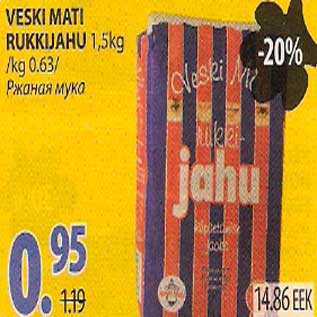 VESKI MATI
RUKKIJAHU 1,5kg
/kg 0.63/
Ржаная мука
-20%
Veski
rukki-
jahu
0.95
1.19
14.86 EEK